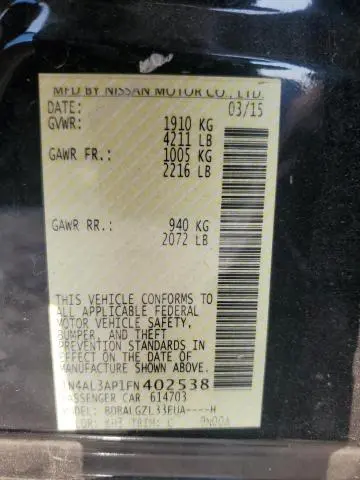 MFD BY NISSAN MOTOR CO., LTD.
DATE: 03/15
GVWR: 1910 KG
4211 LB
GAWR FR.: 1005 KG
2216 LB
GAWR RR.: 940 KG
2072 LB
THIS VEHICLE CONFORMS TO
ALL APPLICABLE FEDERAL
MOTOR VEHICLE SAFETY,
BUMPER, AND THEFT
PREVENTION STANDARDS
IN EFFECT ON THE DATE OF
MANUFACTURE SHOWN ABOVE.
1N4AL3AP1FN402538
PASSENGER CAR 614703
MODEL: BDBALGZL33EUA----H